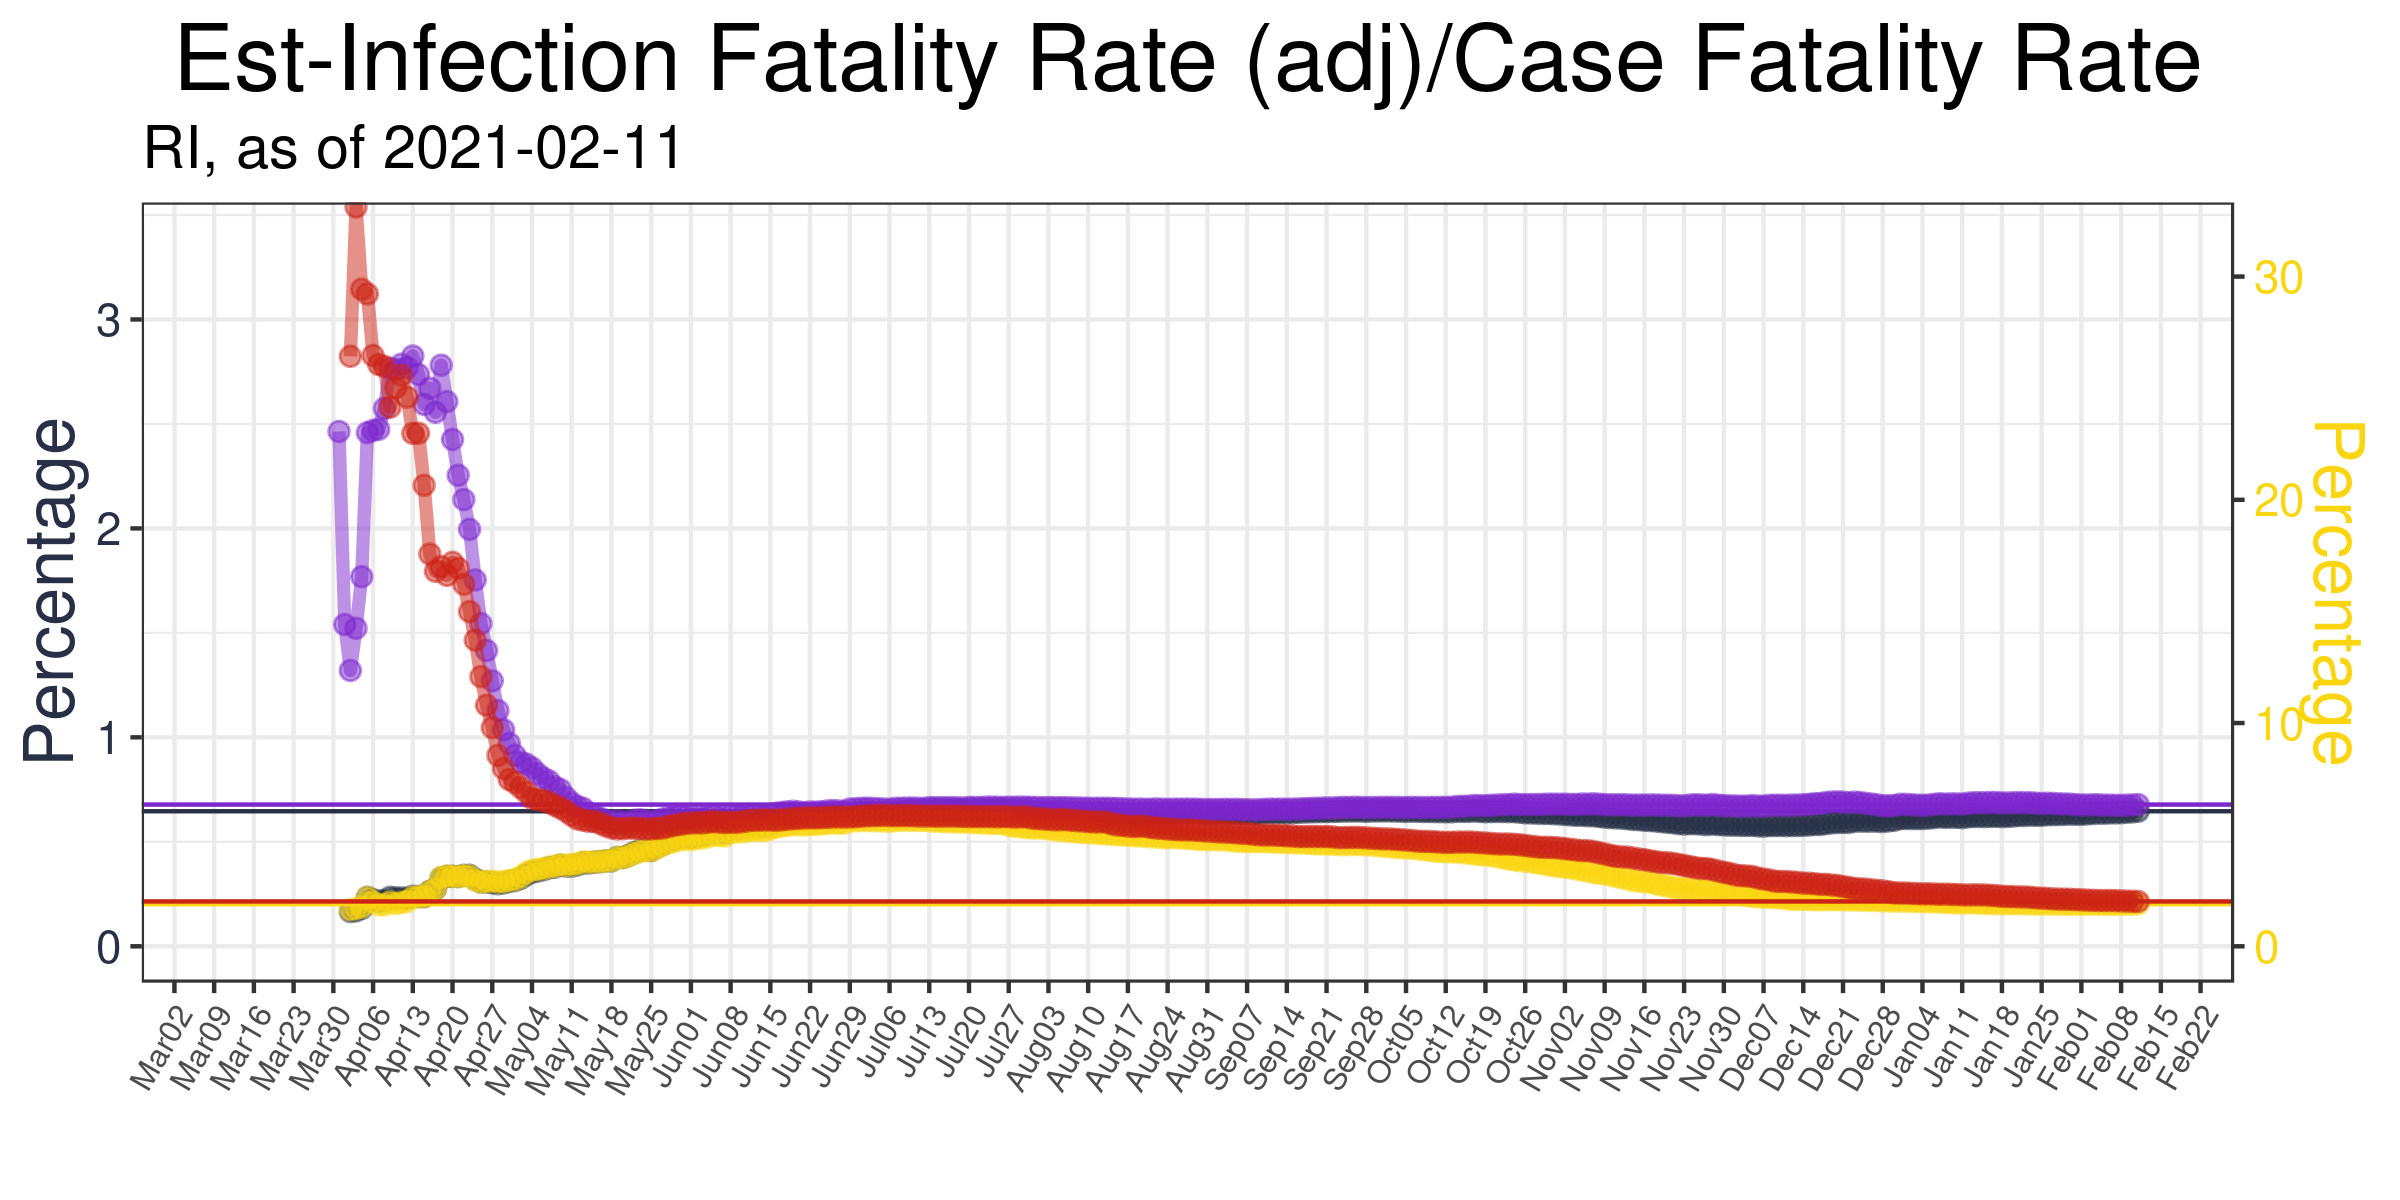 Est-Infection Fatality Rate (adj)/Case Fatality Rate
RI, as of 2021-02-11
Percentage
3
2
1
0
30
20
10
0
Percentage
Mar02
Mar09
Mar16
Mar23
Mar30
Apr06
Apr13
Apr20
Apr27
May04
May11
May18
May25
Jun01
Jun08
Jun15
Jun22
Jun29
Jul06
Jul13
Jul20
Jul27
Aug03
Aug10
Aug17
Aug24
Aug31
Sep07
Sep14
Sep21
Sep28
Oct05
Oct12
Oct19
Oct26
Nov02
Nov09
Nov16
Nov23
Nov30
Dec07
Dec14
Dec21
Dec28
Jan04
Jan11
Jan18
Jan25
Feb01
Feb08
Feb15
Feb22